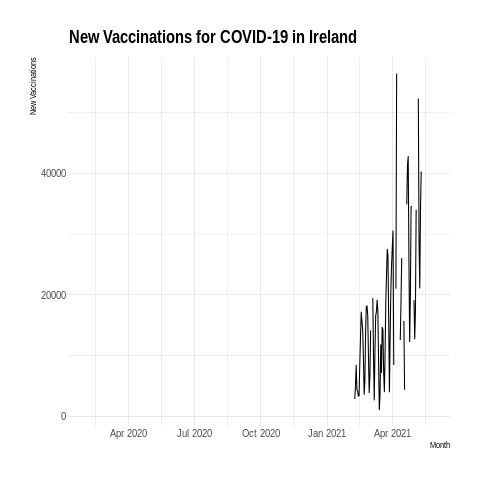 New Vaccinations for COVID-19 in Ireland
New Vaccinations
40000
20000
0
Apr 2020 Jul 2020 Oct 2020 Jan 2021 Apr 2021
Month